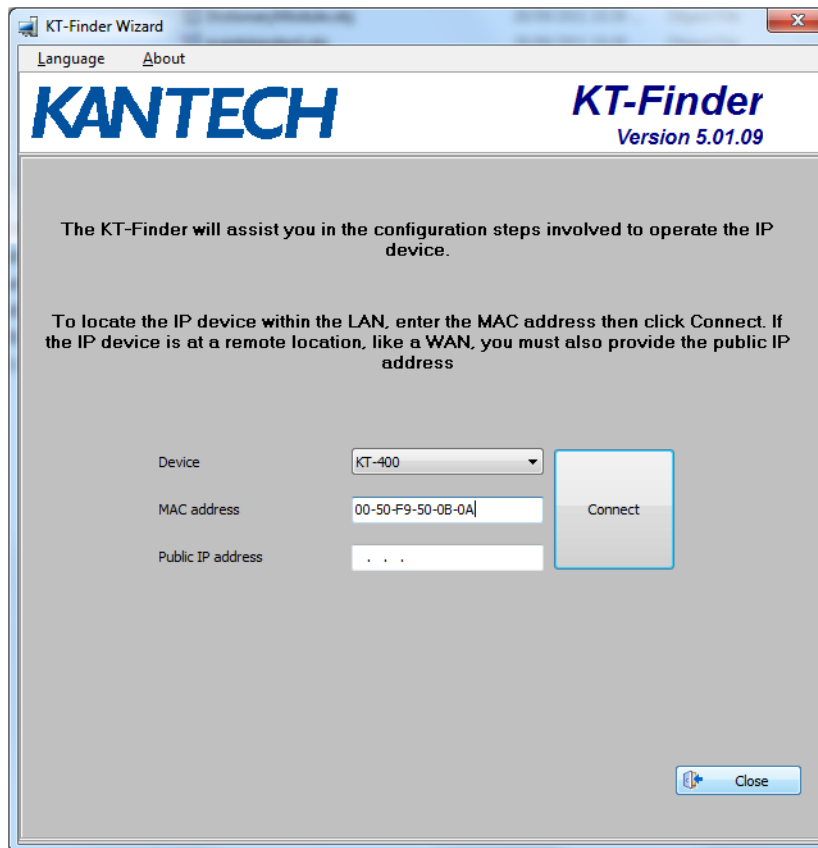 KT-Finder Wizard
Language About
KANTECH
KT-Finder
Version 5.01.09
The KT-Finder will assist you in the configuration steps involved to operate the IP
device.
To locate the IP device within the LAN, enter the MAC address then click Connect. If
the IP device is at a remote location, like a WAN, you must also provide the public IP
address
Device KT-400
MAC address 00-50-F9-50-0B-0A
Connect
Public IP address . . .
Close